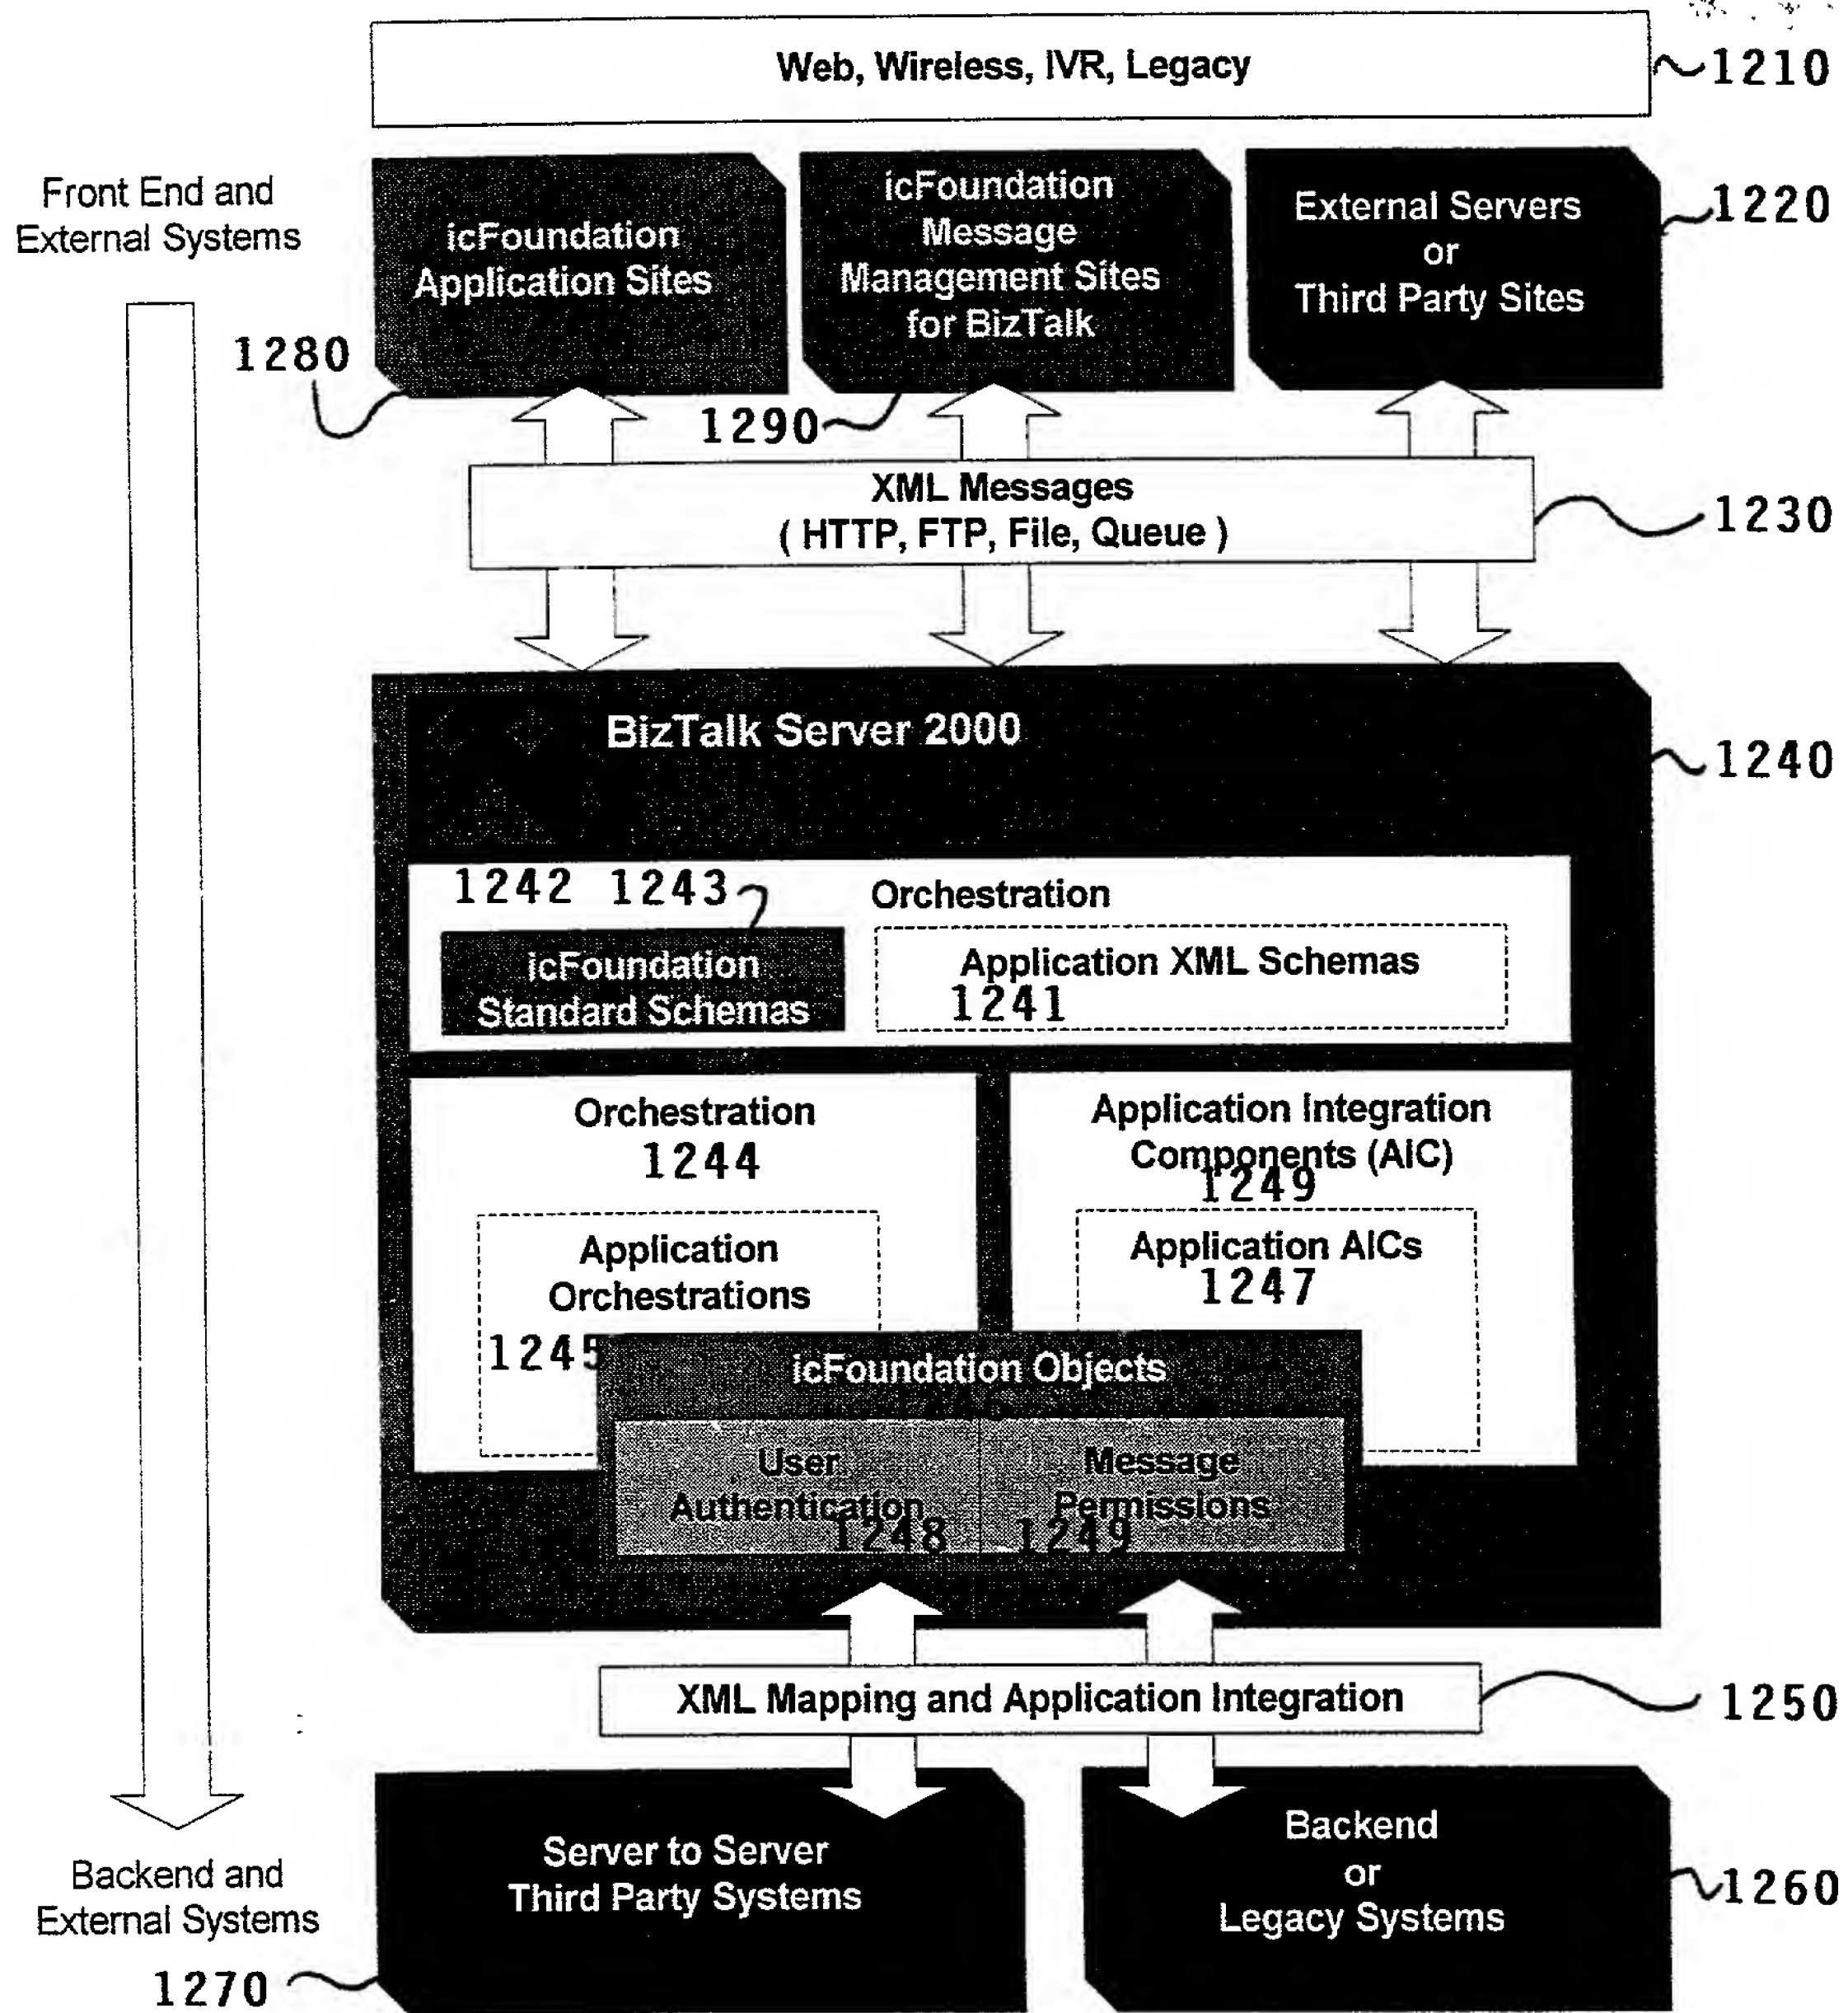 Web, Wireless, IVR, Legacy
1210
Front End and
External Systems
icFoundation
Application Sites
1280
icFoundation
Message
Management Sites
for BizTalk
1290
External Servers
or
Third Party Sites
1220
XML Messages
( HTTP, FTP, File, Queue )
1230
BizTalk Server 2000
1240
1242 1243
Orchestration
icFoundation
Standard Schemas
Application XML Schemas
1241
Orchestration
1244
Application Integration
Components (AIC)
1249
Application
Orchestrations
1245
Application AICs
1247
icFoundation Objects
User
Authentication
1248
Message
Permissions
1249
XML Mapping and Application Integration
1250
Server to Server
Third Party Systems
Backend
or
Legacy Systems
1260
Backend and
External Systems
1270